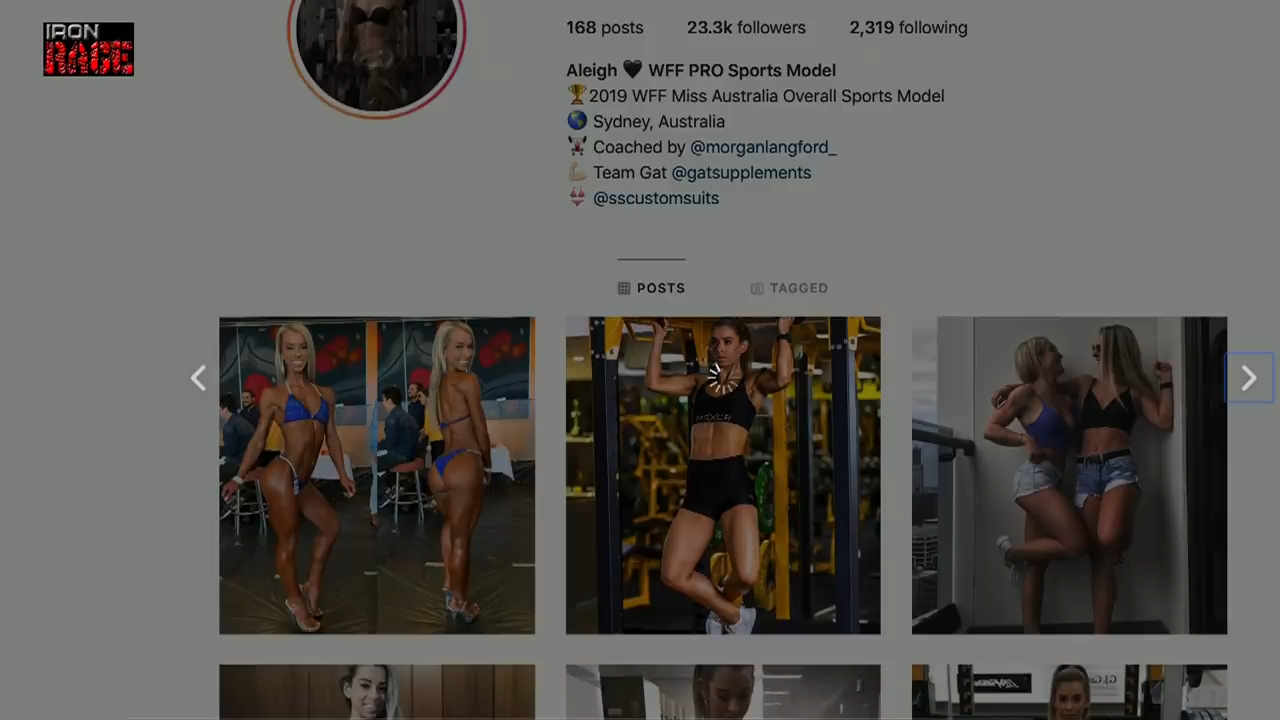 IRON
RAGE
168 posts 23.3k followers 2,319 following
Aleigh 🖤 WFF PRO Sports Model
🏆2019 WFF Miss Australia Overall Sports Model
🌎 Sydney, Australia
🏋️ Coached by @morganlangford_
💪🏻 Team Gat @gatsupplements
👙 @sscustomsuits
POSTS TAGGED